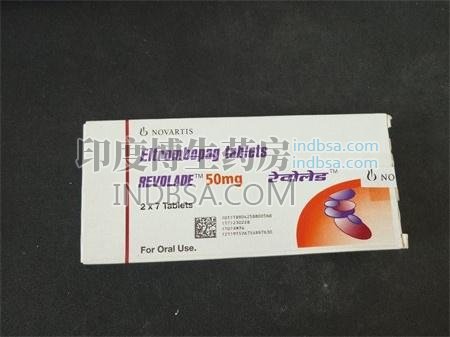 NOVARTIS
Eltrombopag tablets
REVOLADE™ 50mg
रेवोलेड™
2 x 7 Tablets
NOVARTIS
For Oral Use.
印度博生药房
INDBSA.COM
indbsa.com
indbsa.com